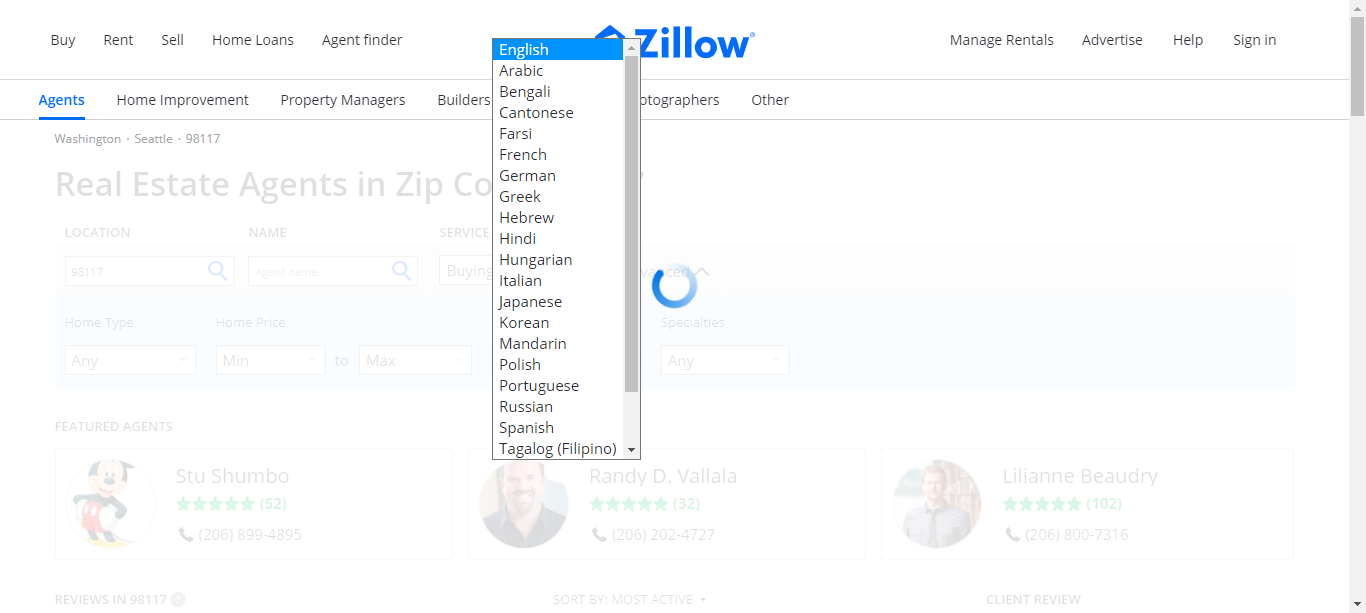 Buy Rent Sell Home Loans Agent finder Zillow Manage Rentals Advertise Help Sign in
Agents Home Improvement Property Managers Builders otographers Other
Washington · Seattle · 98117
Real Estate Agents in Zip Co
LOCATION NAME SERVICE
98117 Agent name Buying vanced
Home Type Home Price Specialties
Any Min to Max Any
English
Arabic
Bengali
Cantonese
Farsi
French
German
Greek
Hebrew
Hindi
Hungarian
Italian
Japanese
Korean
Mandarin
Polish
Portuguese
Russian
Spanish
Tagalog (Filipino)
FEATURED AGENTS
Stu Shumbo
(52)
(206) 899-4895
Randy D. Vallala
(32)
(206) 202-4727
Lilianne Beaudry
(102)
(206) 800-7316
REVIEWS IN 98117 ? SORT BY: MOST ACTIVE CLIENT REVIEW